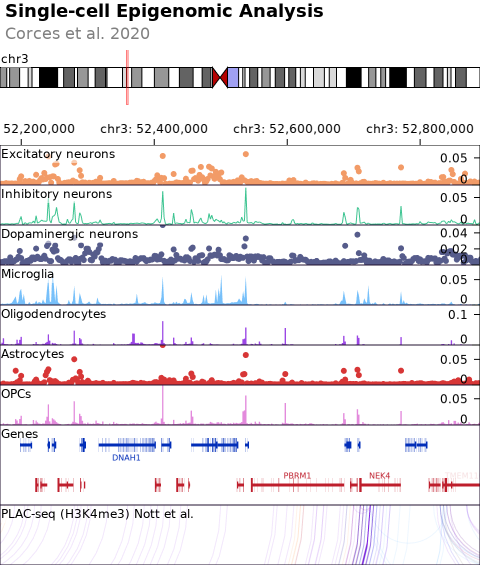 Single-cell Epigenomic Analysis
Corces et al. 2020
chr3
52,200,000 chr3: 52,400,000 chr3: 52,600,000 chr3: 52,800,000
Excitatory neurons 0.05
0
Inhibitory neurons 0.05
0
Dopaminergic neurons 0.04
0.02
0
Microglia 0.05
0
Oligodendrocytes 0.1
0
Astrocytes 0.05
0
OPCs 0.05
0
Genes
DNAH1
PBRM1 NEK4 TMEM110
PLAC-seq (H3K4me3) Nott et al.